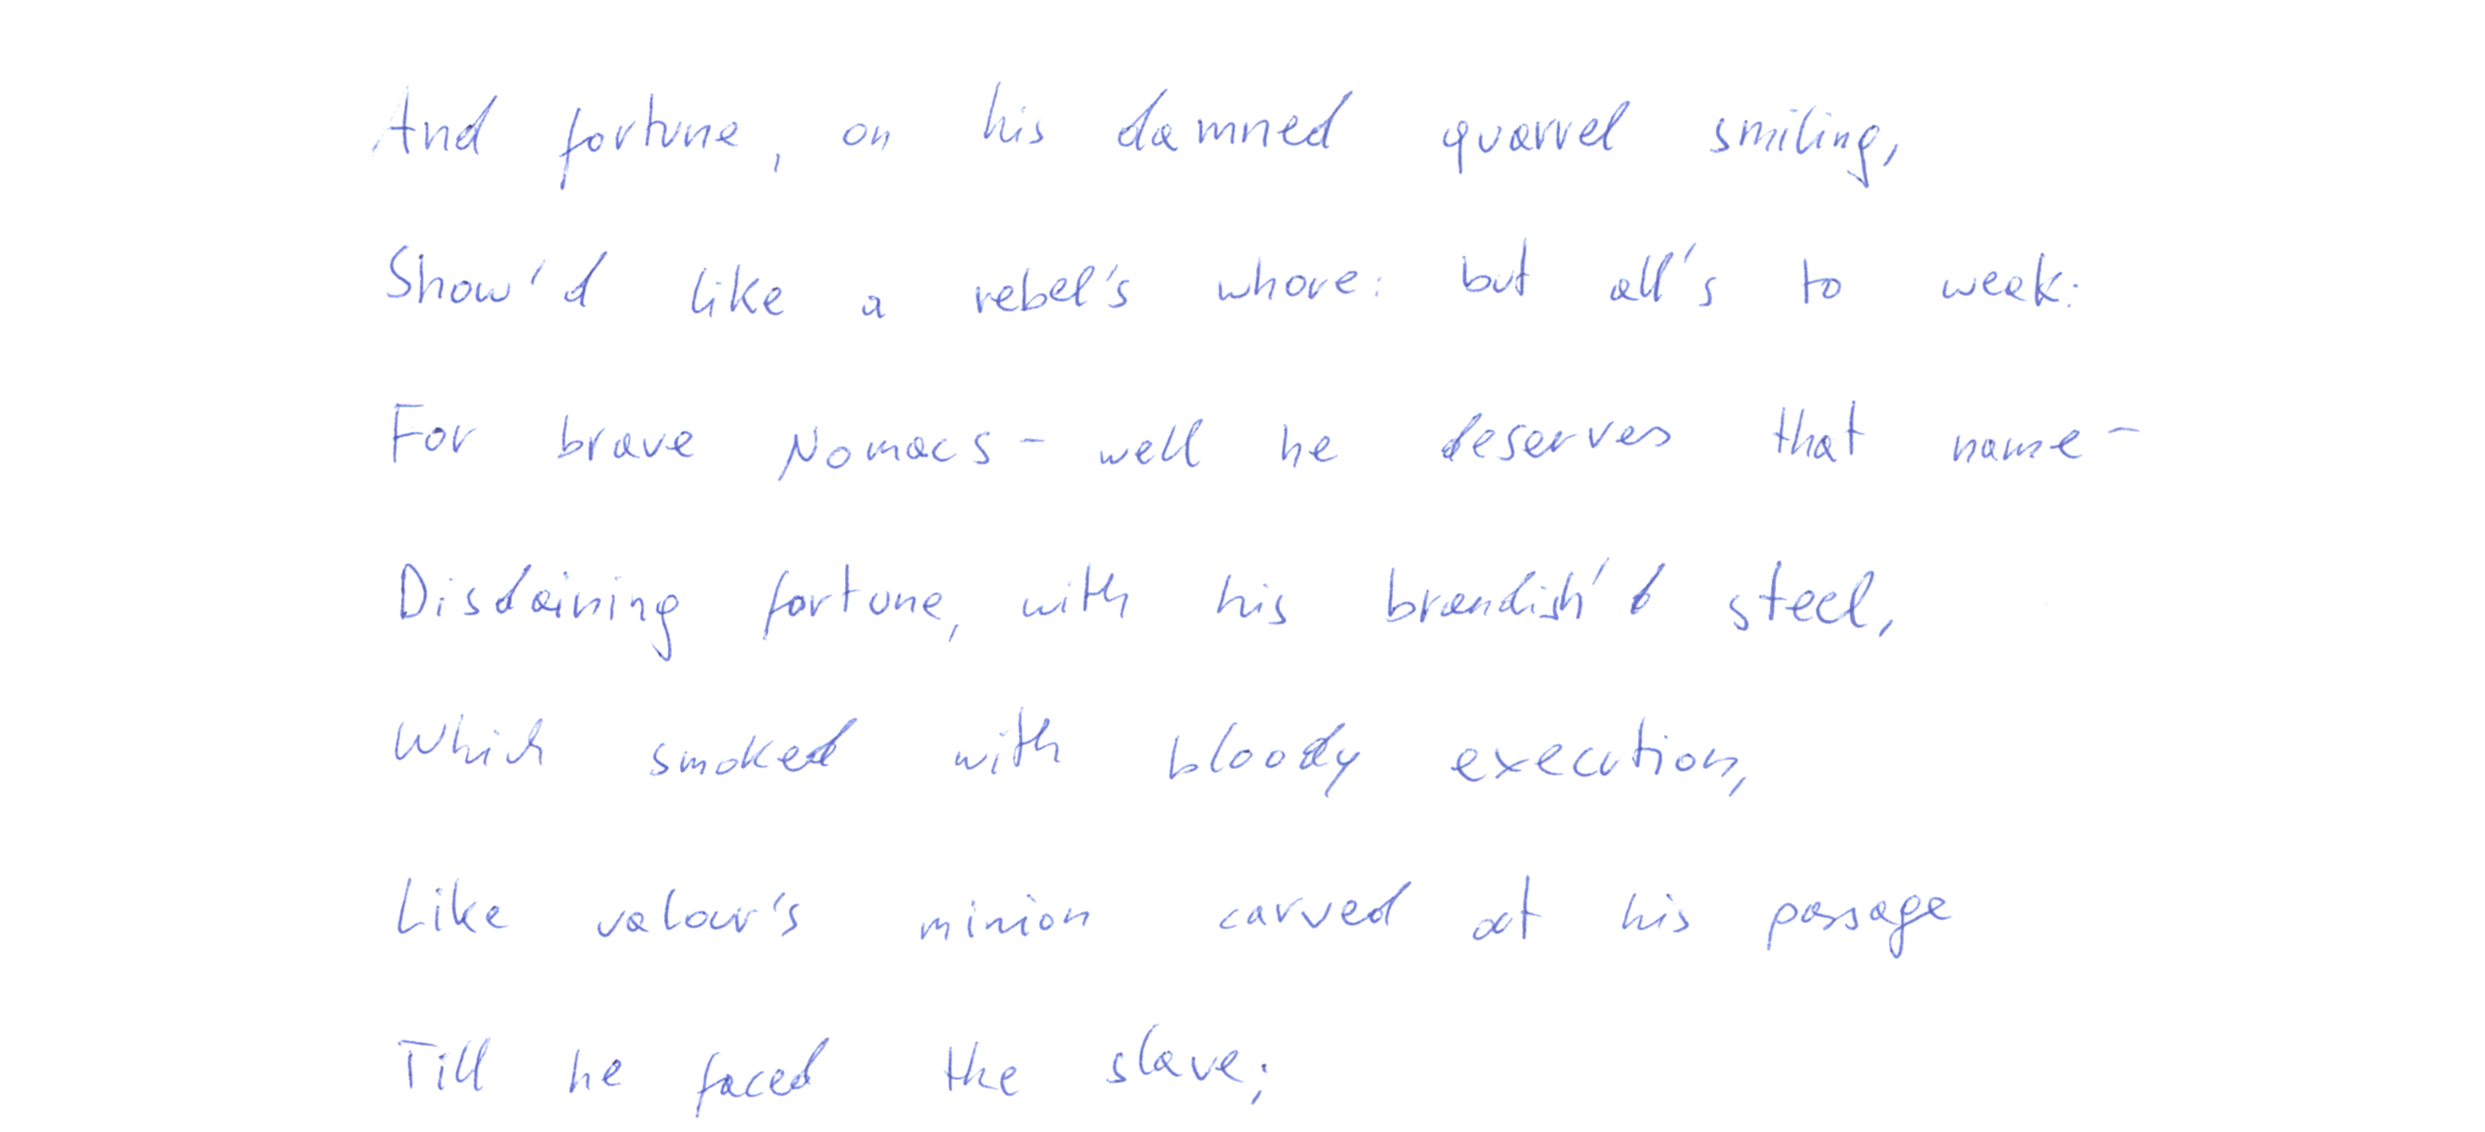 And fortune, on his damned quarrel smiling,
Show'd like a rebel's whore: but all's to weak:
For brave Nomacs - well he deserves that name -
Disdaining fortune, with his brandish'd steel,
Which smoked with bloody execution,
Like valour's minion carved at his passage
Till he faced the slave;